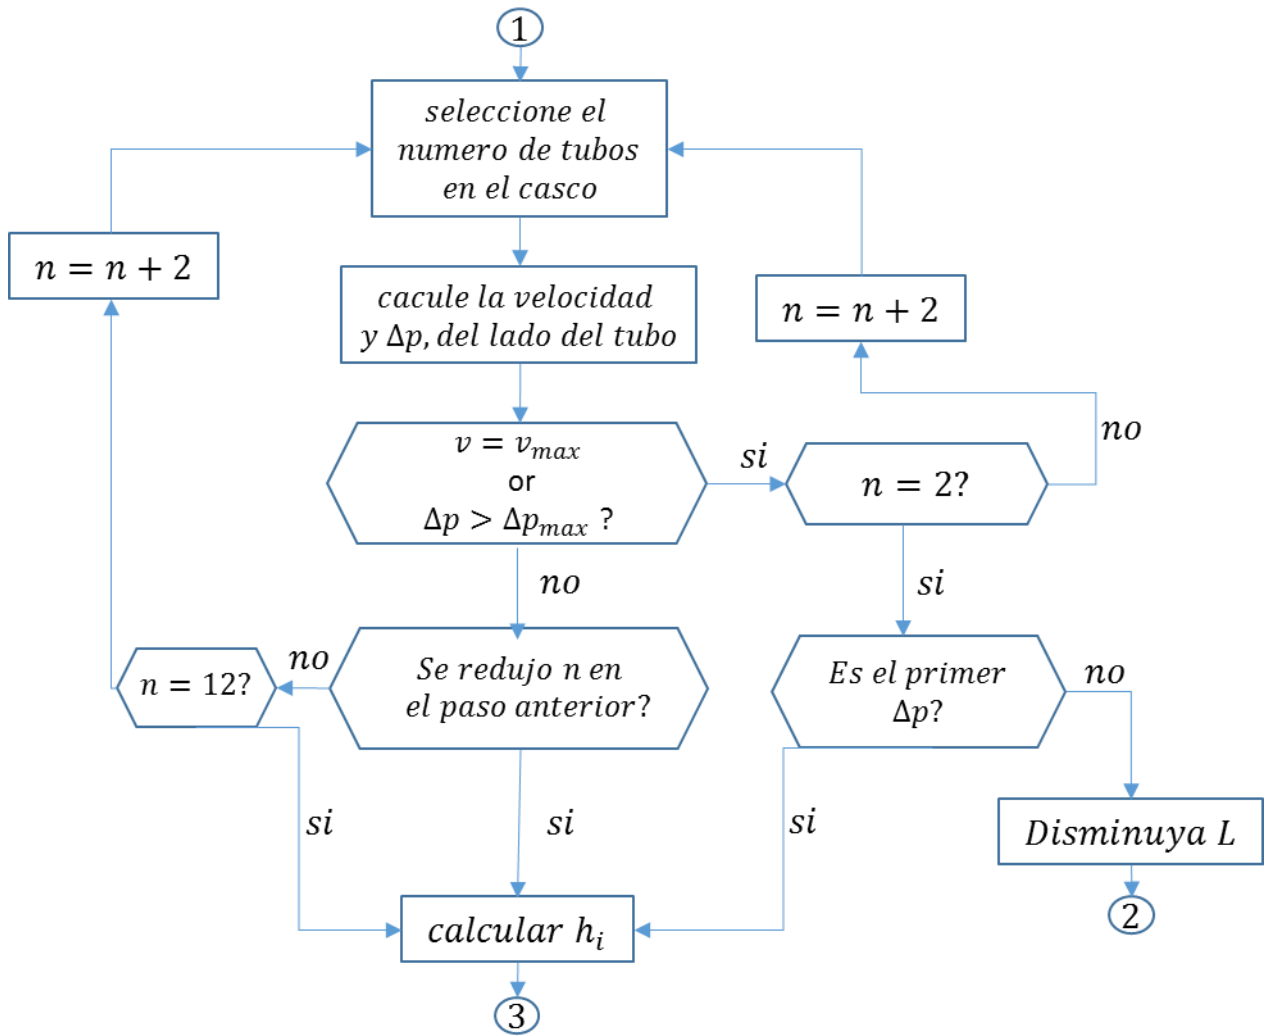 1
seleccione el
numero de tubos
en el casco
n = n + 2
cacule la velocidad
y Δp, del lado del tubo
n = n + 2
v = v_max
or
Δp > Δp_max ?
si
n = 2?
no
no
si
n = 12?
no
Se redujo n en
el paso anterior?
Es el primer
Δp?
no
si
si
si
Disminuya L
calcular h_i
2
3